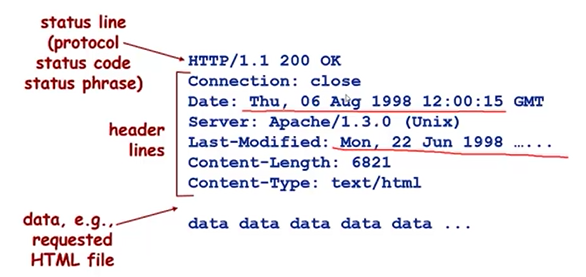 status line
(protocol
status code
status phrase)
HTTP/1.1 200 OK
Connection: close
Date: Thu, 06 Aug 1998 12:00:15 GMT
Server: Apache/1.3.0 (Unix)
Last-Modified: Mon, 22 Jun 1998 …...
Content-Length: 6821
Content-Type: text/html
header
lines
data, e.g.,
requested
HTML file
data data data data data ...